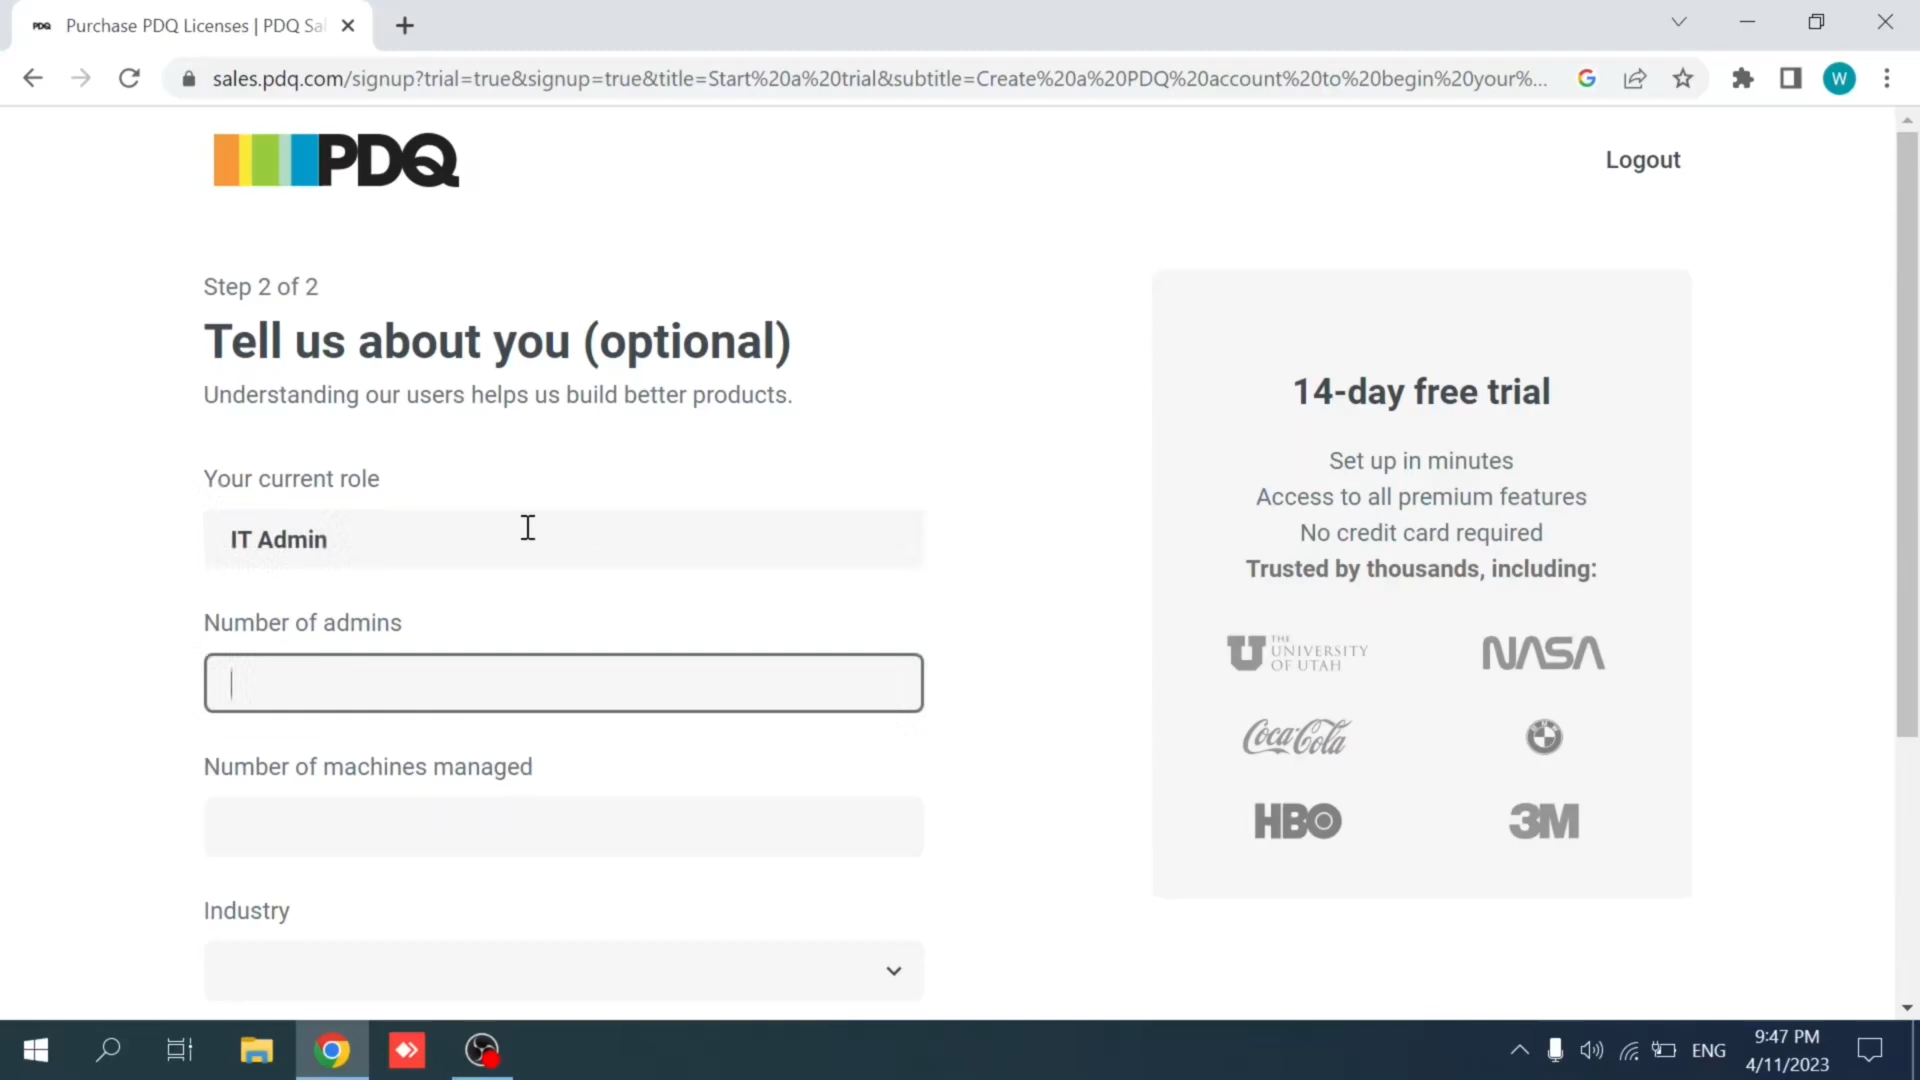 PDQ Purchase PDQ Licenses | PDQ Sal
sales.pdq.com/signup?trial=true&signup=true&title=Start%20a%20trial&subtitle=Create%20a%20PDQ%20account%20to%20begin%20your%...
W
PDQ
Logout
Step 2 of 2
Tell us about you (optional)
Understanding our users helps us build better products.
Your current role
IT Admin
Number of admins
Number of machines managed
Industry
14-day free trial
Set up in minutes
Access to all premium features
No credit card required
Trusted by thousands, including:
U THE UNIVERSITY OF UTAH
NASA
Coca-Cola
BMW
HBO
3M
ENG
9:47 PM
4/11/2023